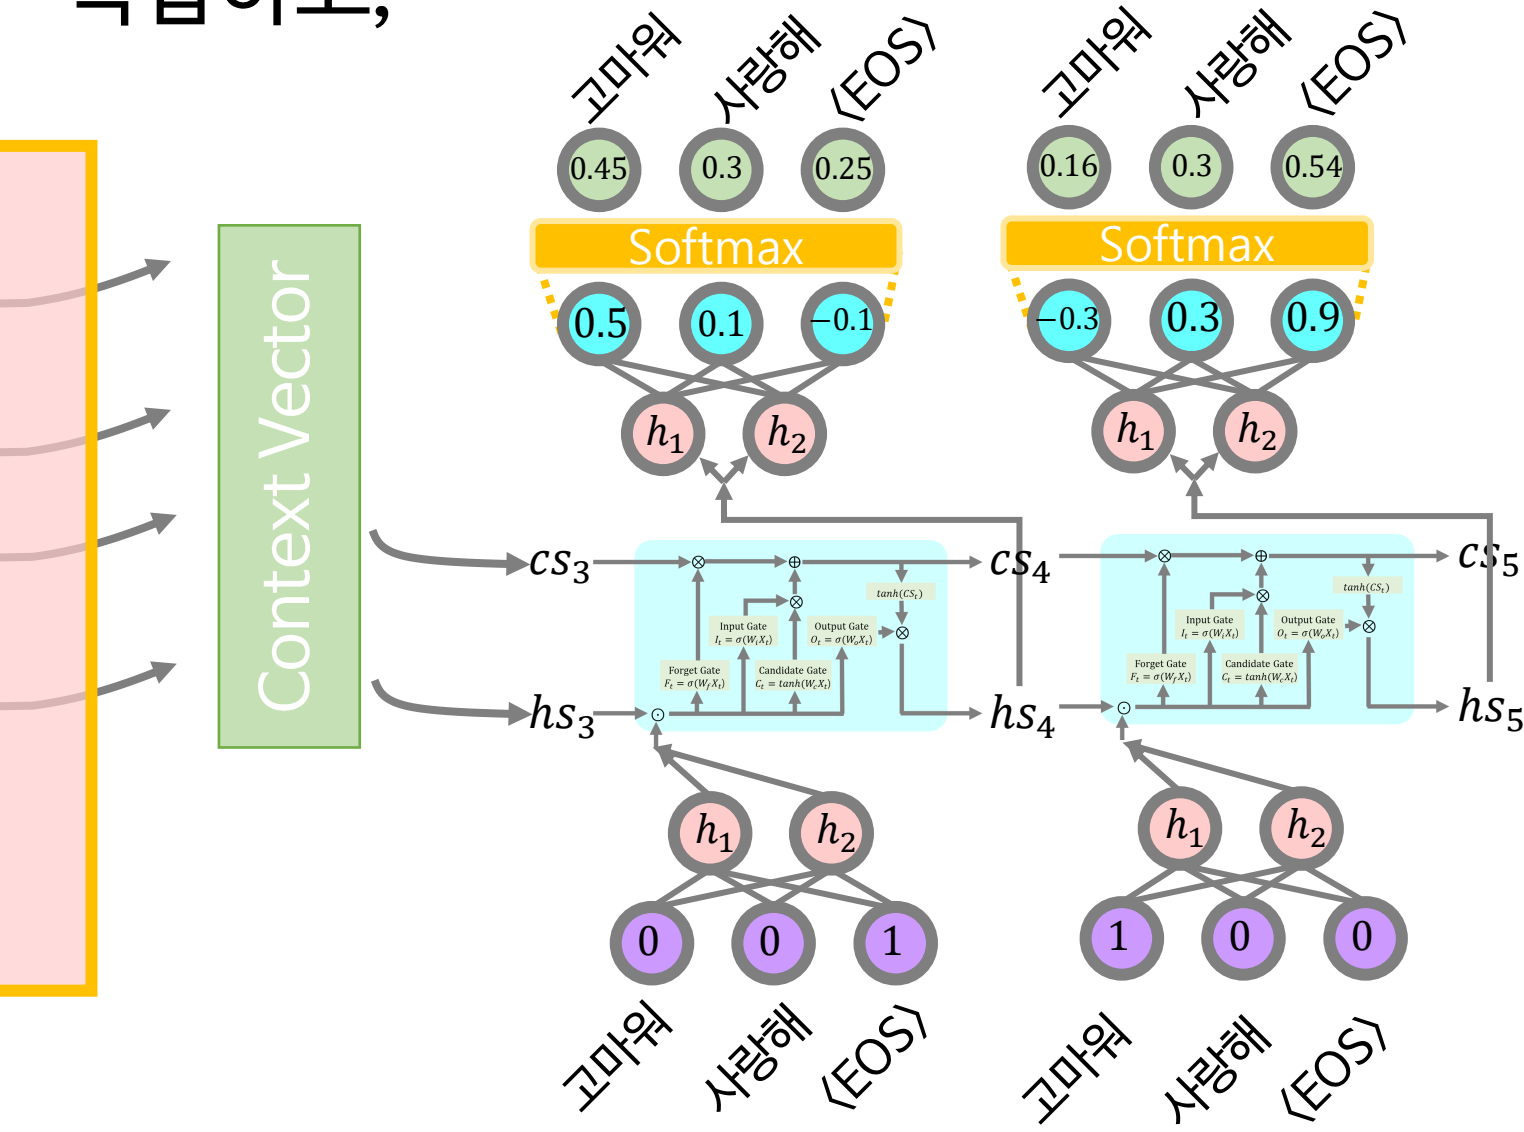 고마워 사랑해 〈EOS〉
고마워 사랑해 〈EOS〉
0.45 0.3 0.25
0.16 0.3 0.54
Softmax
Softmax
0.5 0.1 −0.1
−0.3 0.3 0.9
h₁ h₂
h₁ h₂
Context Vector
cs₃
cs₄
cs₅
tanh(CSₜ)
Input Gate
Iₜ = σ(WᵢXₜ)
Output Gate
Oₜ = σ(WₒXₜ)
Forget Gate
Fₜ = σ(W_fXₜ)
Candidate Gate
Cₜ = tanh(W_cXₜ)
tanh(CSₜ)
Input Gate
Iₜ = σ(WᵢXₜ)
Output Gate
Oₜ = σ(WₒXₜ)
Forget Gate
Fₜ = σ(W_fXₜ)
Candidate Gate
Cₜ = tanh(W_cXₜ)
hs₃
hs₄
hs₅
h₁ h₂
h₁ h₂
0 0 1
1 0 0
고마워 사랑해 〈EOS〉
고마워 사랑해 〈EOS〉